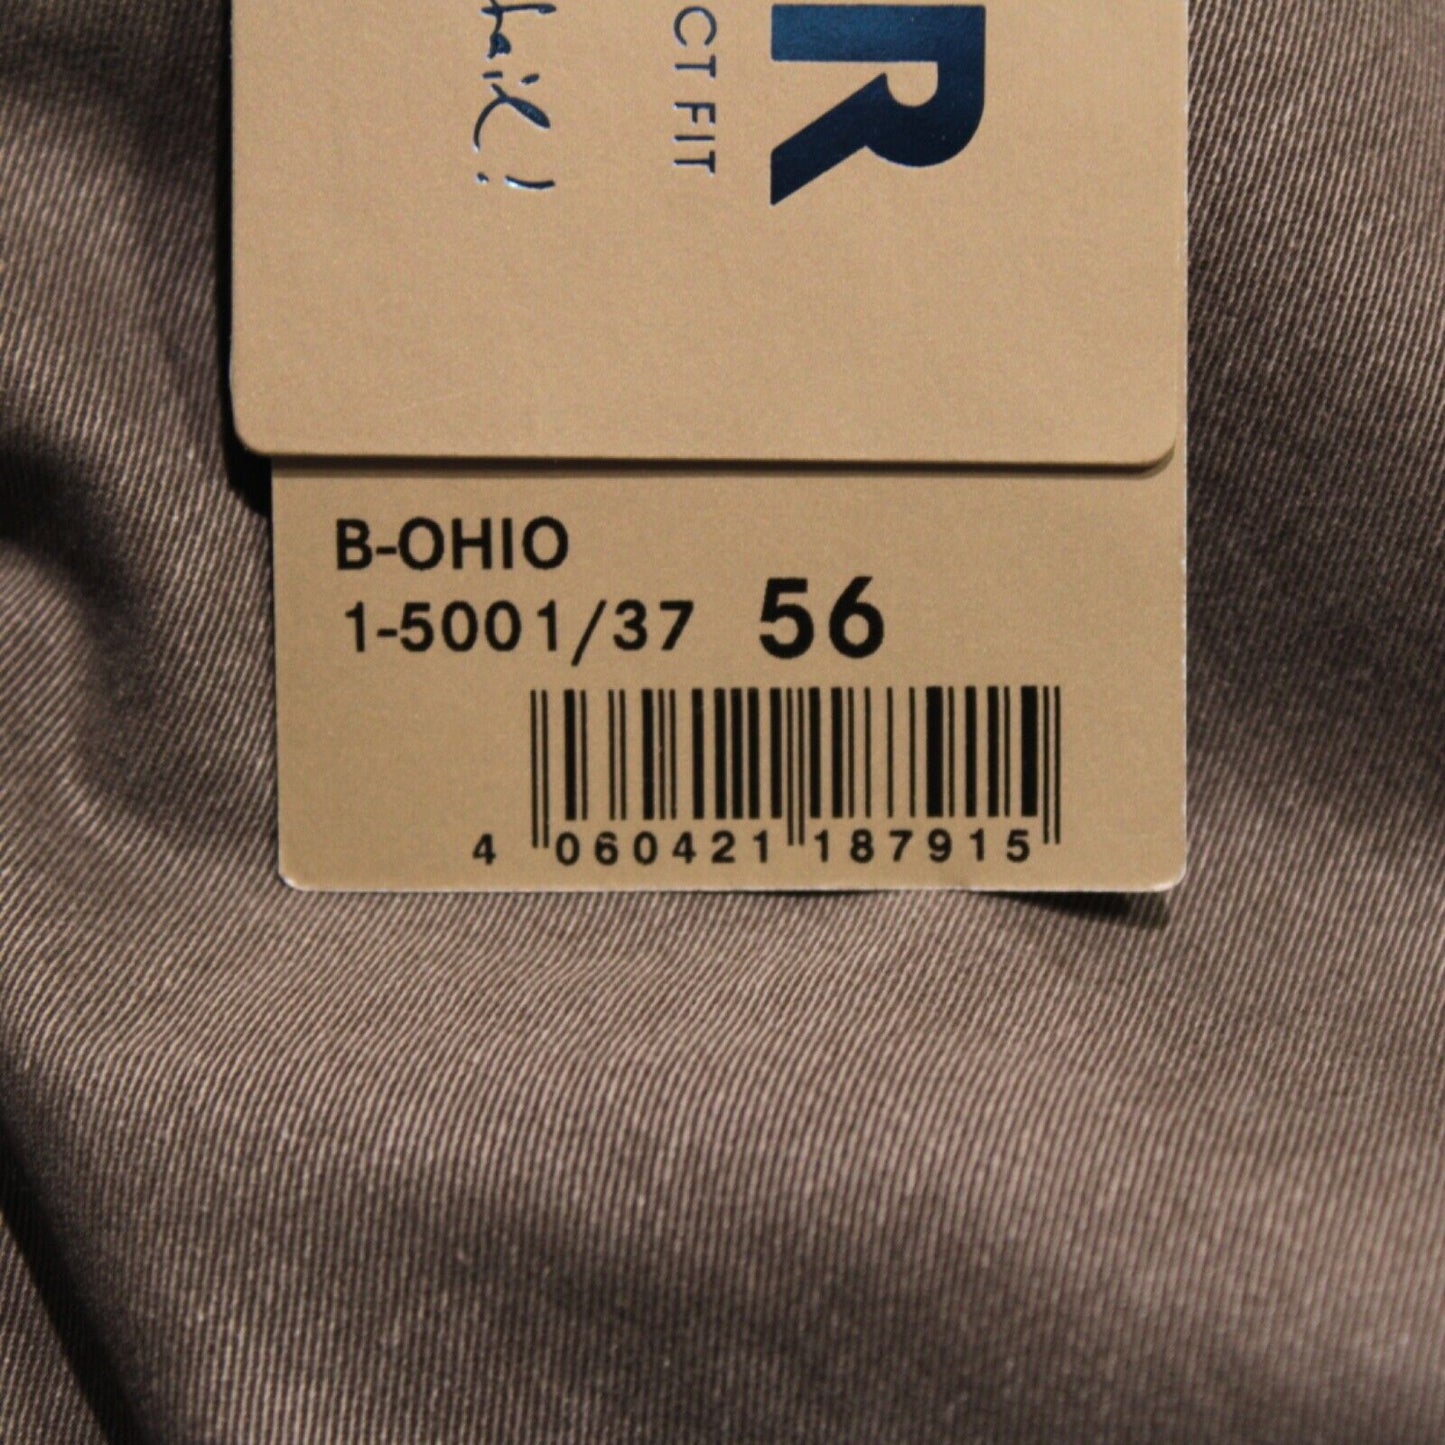 R
CT FIT
B-OHIO
1-5001/37 56
4 060421 187915